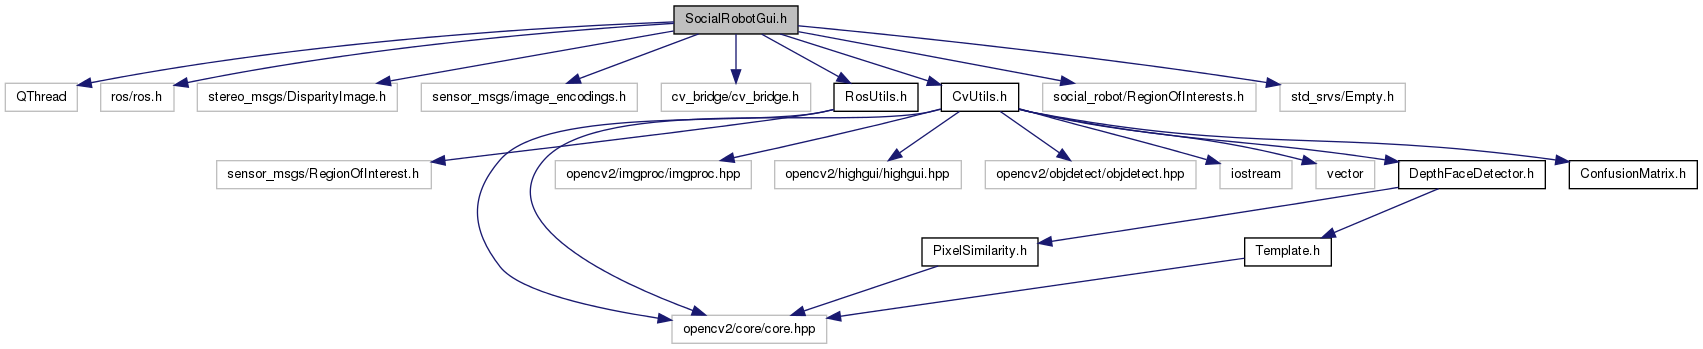 SocialRobotGui.h
QThread
ros/ros.h
stereo_msgs/DisparityImage.h
sensor_msgs/image_encodings.h
cv_bridge/cv_bridge.h
RosUtils.h
CvUtils.h
social_robot/RegionOfInterests.h
std_srvs/Empty.h
sensor_msgs/RegionOfInterest.h
opencv2/imgproc/imgproc.hpp
opencv2/highgui/highgui.hpp
opencv2/objdetect/objdetect.hpp
iostream
vector
DepthFaceDetector.h
ConfusionMatrix.h
PixelSimilarity.h
Template.h
opencv2/core/core.hpp